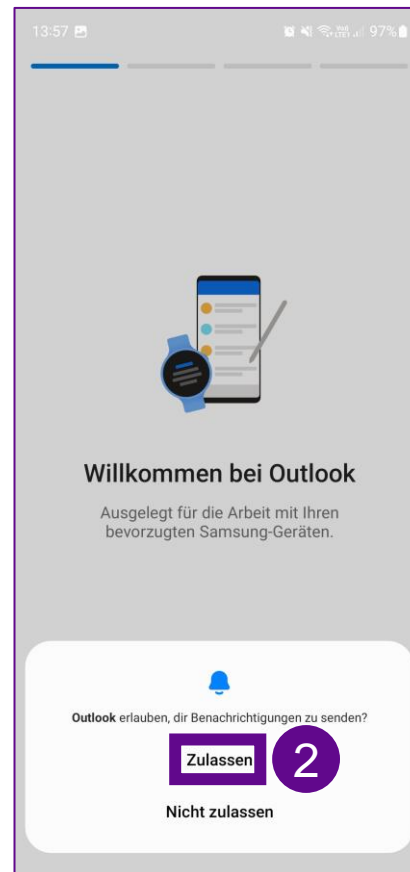 13:57 97%
Willkommen bei Outlook
Ausgelegt für die Arbeit mit Ihren
bevorzugten Samsung-Geräten.
Outlook erlauben, dir Benachrichtigungen zu senden?
Zulassen 2
Nicht zulassen